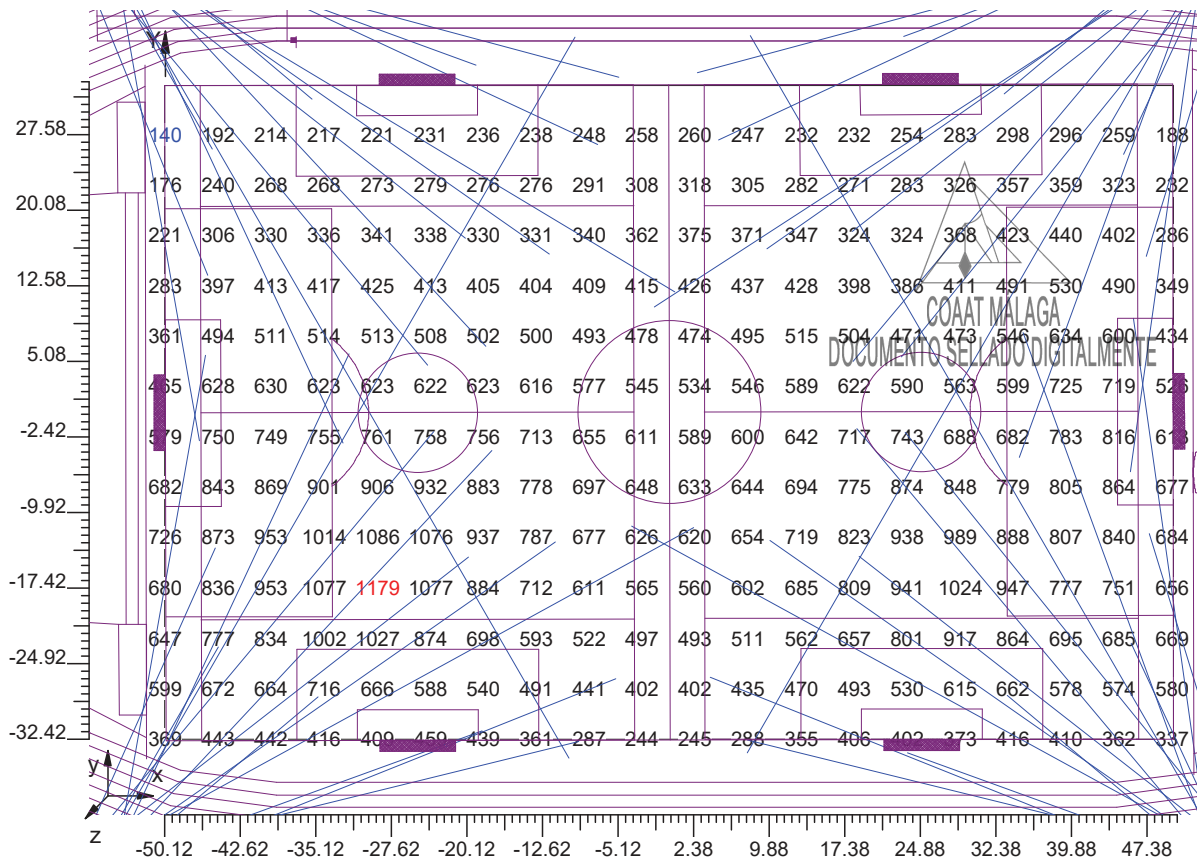 Y
27.58 140 192 214 217 221 231 236 238 248 258 260 247 232 232 254 283 298 296 259 188
176 240 268 268 273 279 276 276 291 308 318 305 282 271 283 326 357 359 323 232
20.08
221 306 330 336 341 338 330 331 340 362 375 371 347 324 324 368 423 440 402 286
12.58 283 397 413 417 425 413 405 404 409 415 426 437 428 398 386 411 491 530 490 349
COAAT MALAGA
361 494 511 514 513 508 502 500 493 478 474 495 515 504 471 473 546 634 600 434
DOCUMENTO SELLADO DIGITALMENTE
5.08
465 628 630 623 623 622 623 616 577 545 534 546 589 622 590 563 599 725 719 526
-2.42 579 750 749 755 761 758 756 713 655 611 589 600 642 717 743 688 682 783 816 613
682 843 869 901 906 932 883 778 697 648 633 644 694 775 874 848 779 805 864 677
-9.92
726 873 953 1014 1086 1076 937 787 677 626 620 654 719 823 938 989 888 807 840 684
-17.42 680 836 953 1077 1179 1077 884 712 611 565 560 602 685 809 941 1024 947 777 751 656
647 777 834 1002 1027 874 698 593 522 497 493 511 562 657 801 917 864 695 685 669
-24.92
599 672 664 716 666 588 540 491 441 402 402 435 470 493 530 615 662 578 574 580
-32.42 369 443 442 416 409 459 439 361 287 244 245 288 355 406 402 373 416 410 362 337
y
x
z
-50.12 -42.62 -35.12 -27.62 -20.12 -12.62 -5.12 2.38 9.88 17.38 24.88 32.38 39.88 47.38